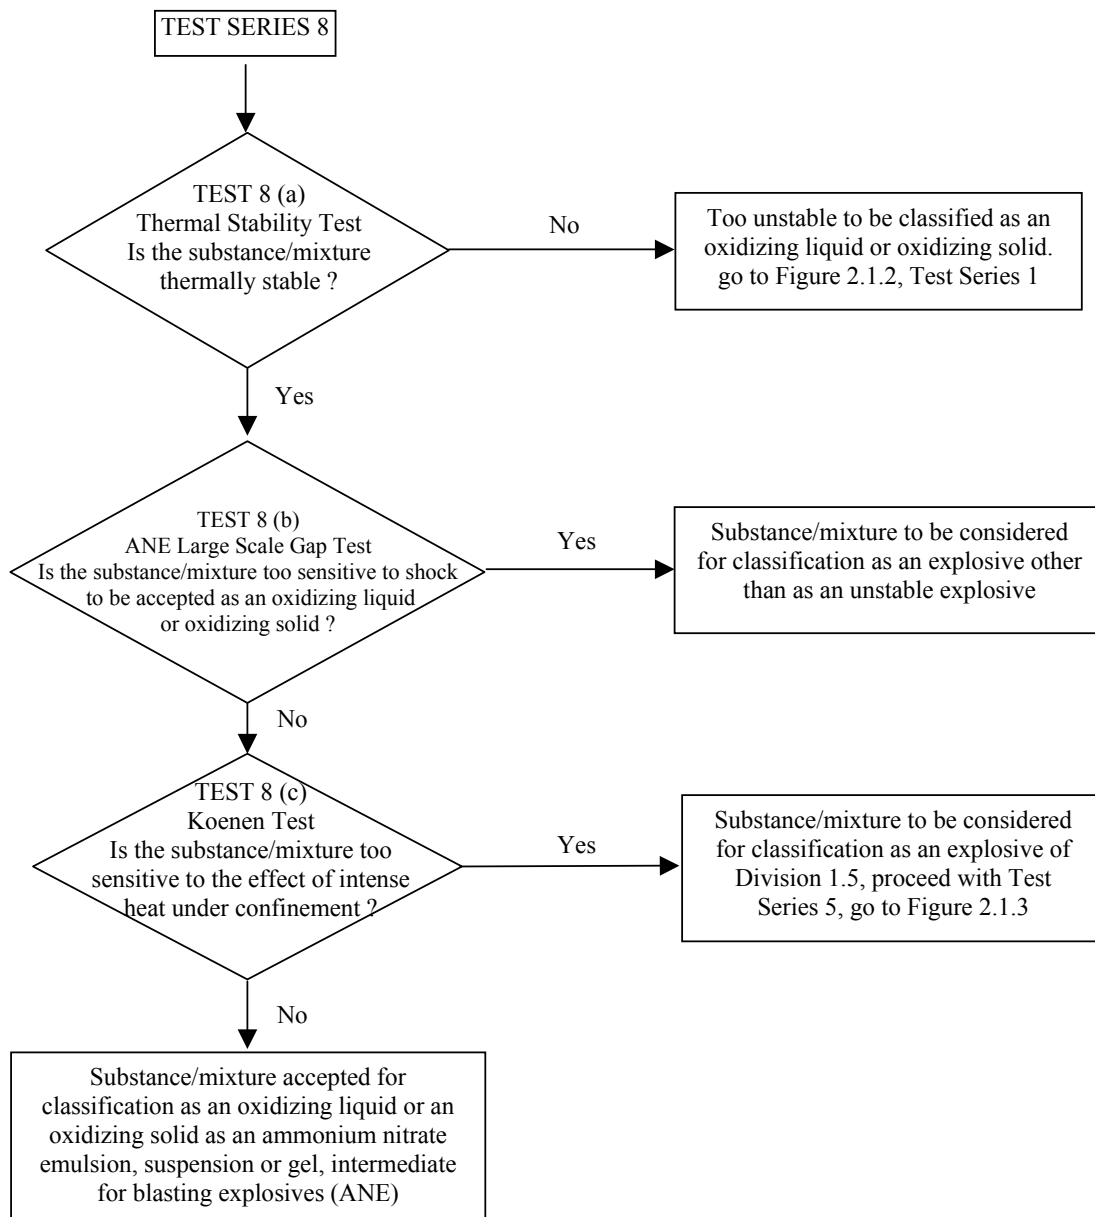 TEST SERIES 8
TEST 8 (a)
Thermal Stability Test
Is the substance/mixture
thermally stable ?
No
Too unstable to be classified as an
oxidizing liquid or oxidizing solid.
go to Figure 2.1.2, Test Series 1
Yes
TEST 8 (b)
ANE Large Scale Gap Test
Is the substance/mixture too sensitive to shock
to be accepted as an oxidizing liquid
or oxidizing solid ?
Yes
Substance/mixture to be considered
for classification as an explosive other
than as an unstable explosive
No
TEST 8 (c)
Koenen Test
Is the substance/mixture too
sensitive to the effect of intense
heat under confinement ?
Yes
Substance/mixture to be considered
for classification as an explosive of
Division 1.5, proceed with Test
Series 5, go to Figure 2.1.3
No
Substance/mixture accepted for
classification as an oxidizing liquid or an
oxidizing solid as an ammonium nitrate
emulsion, suspension or gel, intermediate
for blasting explosives (ANE)